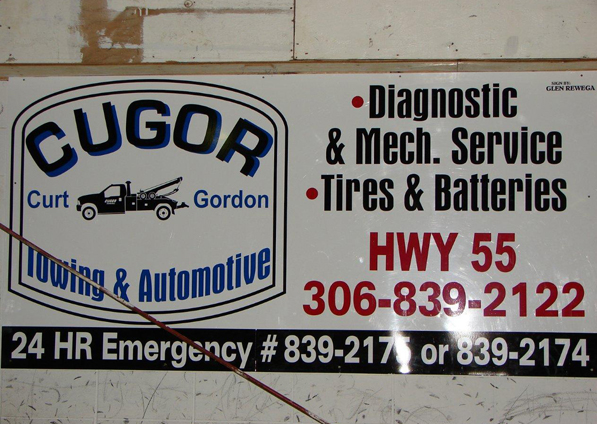 CUGOR
Curt Gordon
Towing & Automotive
• Diagnostic
& Mech. Service
• Tires & Batteries
HWY 55
306-839-2122
24 HR Emergency # 839-2175 or 839-2174
SIGN BY:
GLEN REWEGA